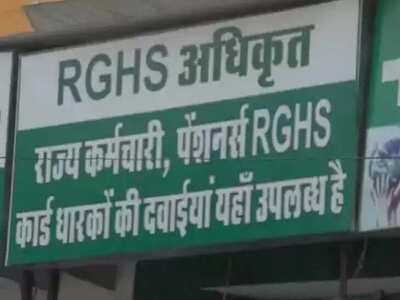 RGHS अधिकृत
राज्य कर्मचारी, पेंशनर्स RGHS
कार्ड धारकों की दवाईयां यहाँ उपलब्ध है